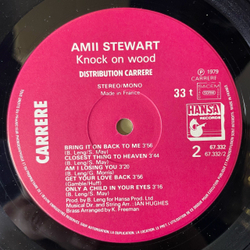 AMII STEWART
Knock on wood
DISTRIBUTION CARRERE
STEREO/MONO
Made in France
℗ 1979
CARRERE
33 t
SACEM
HANSA
RECORDS
CARRERE
2
67.332
67.332/2
BRING IT ON BACK TO ME 3'56
(B. Leng/S. May)
CLOSEST THING TO HEAVEN 3'44
(B. Leng/S. May)
AM I LOSING YOU 3'20
(B. Leng/G. Morris)
GET YOUR LOVE BACK 3'56
(Gamble/Huff)
ONLY A CHILD IN YOUR EYES 3'16
(B. Leng/S. May)
Prod. by B. Leng for Hansa Prod Ltd
Musical Dir. and String Arr. : IAN HUGHES
Brass Arranged by K. Freeman